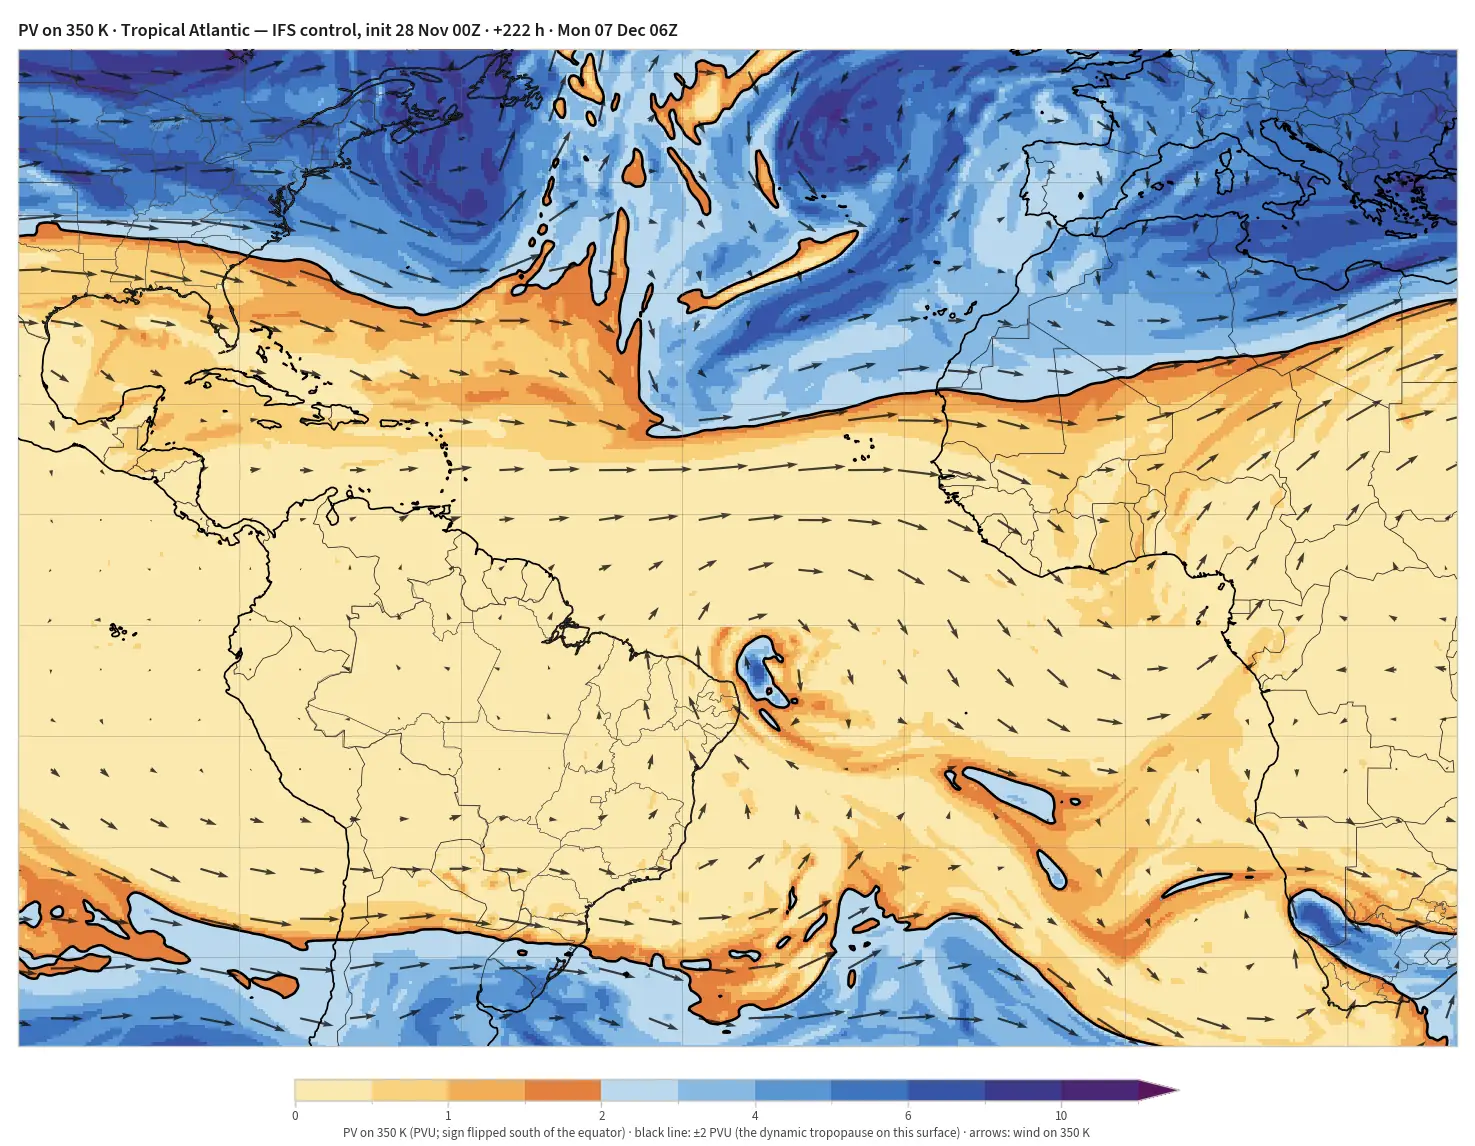 PV on 350 K · Tropical Atlantic — IFS control, init 28 Nov 00Z · +222 h · Mon 07 Dec 06Z
0 1 2 4 6 10
PV on 350 K (PVU; sign flipped south of the equator) · black line: ±2 PVU (the dynamic tropopause on this surface) · arrows: wind on 350 K